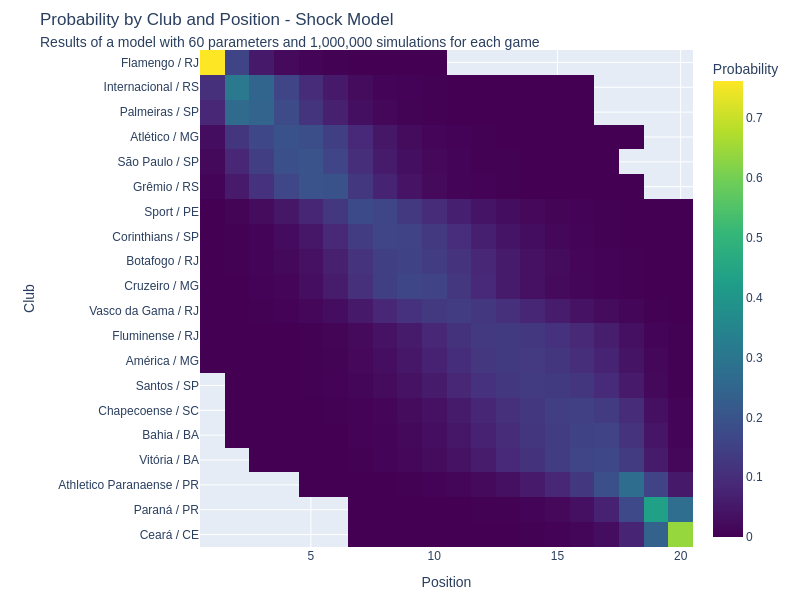 Probability by Club and Position - Shock Model
Results of a model with 60 parameters and 1,000,000 simulations for each game
Probability
Flamengo / RJ
Internacional / RS
Palmeiras / SP
Atlético / MG
São Paulo / SP
Grêmio / RS
Sport / PE
Corinthians / SP
Botafogo / RJ
Cruzeiro / MG
Vasco da Gama / RJ
Fluminense / RJ
América / MG
Santos / SP
Chapecoense / SC
Bahia / BA
Vitória / BA
Athletico Paranaense / PR
Paraná / PR
Ceará / CE
Club
5
10
15
20
Position
0.7
0.6
0.5
0.4
0.3
0.2
0.1
0